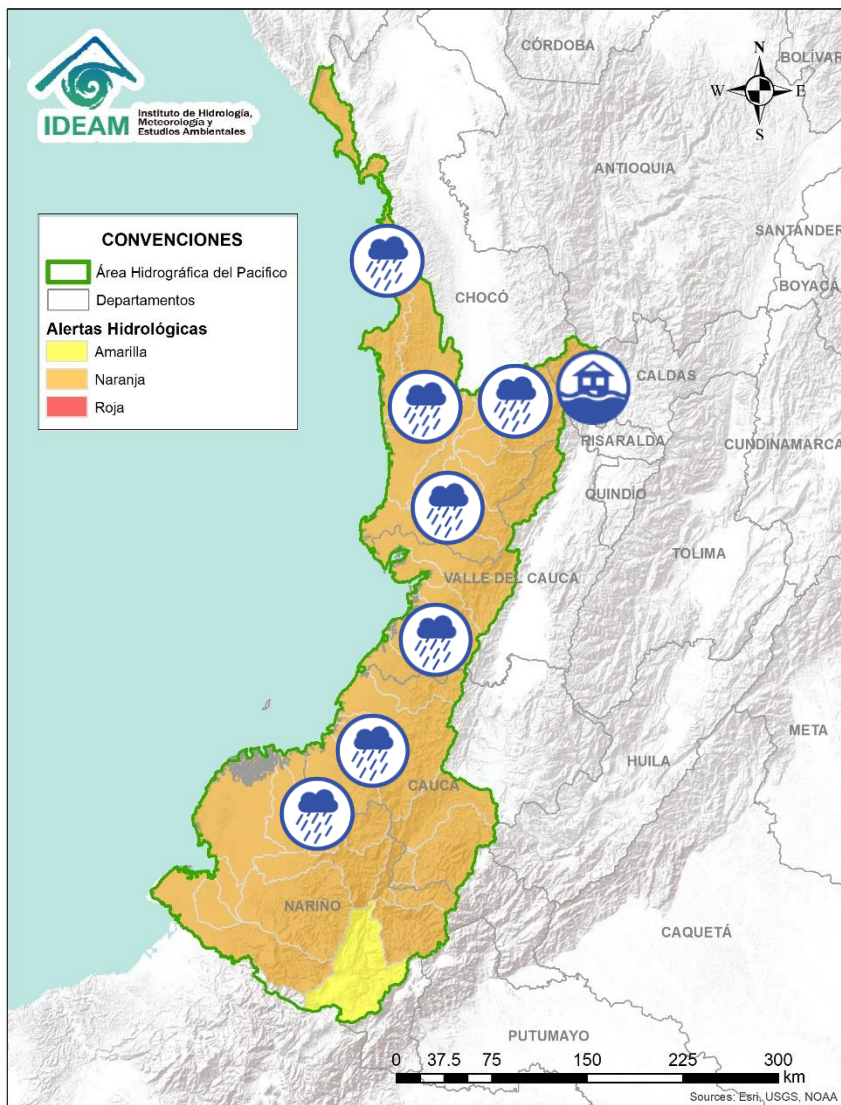 IDEAM
Instituto de Hidrología,
Meteorología y
Estudios Ambientales
N
W E
S
CÓRDOBA
BOLÍVAR
ANTIOQUIA
SANTANDER
BOYACÁ
CONVENCIONES
Área Hidrográfica del Pacifico
Departamentos
Alertas Hidrológicas
Amarilla
Naranja
Roja
CHOCÓ
CALDAS
RISARALDA
CUNDINAMARCA
QUINDÍO
TOLIMA
VALLE DEL CAUCA
META
HUILA
CAUCA
NARIÑO
CAQUETÁ
PUTUMAYO
0 37.5 75 150 225 300
km
Sources: Esri, USGS, NOAA